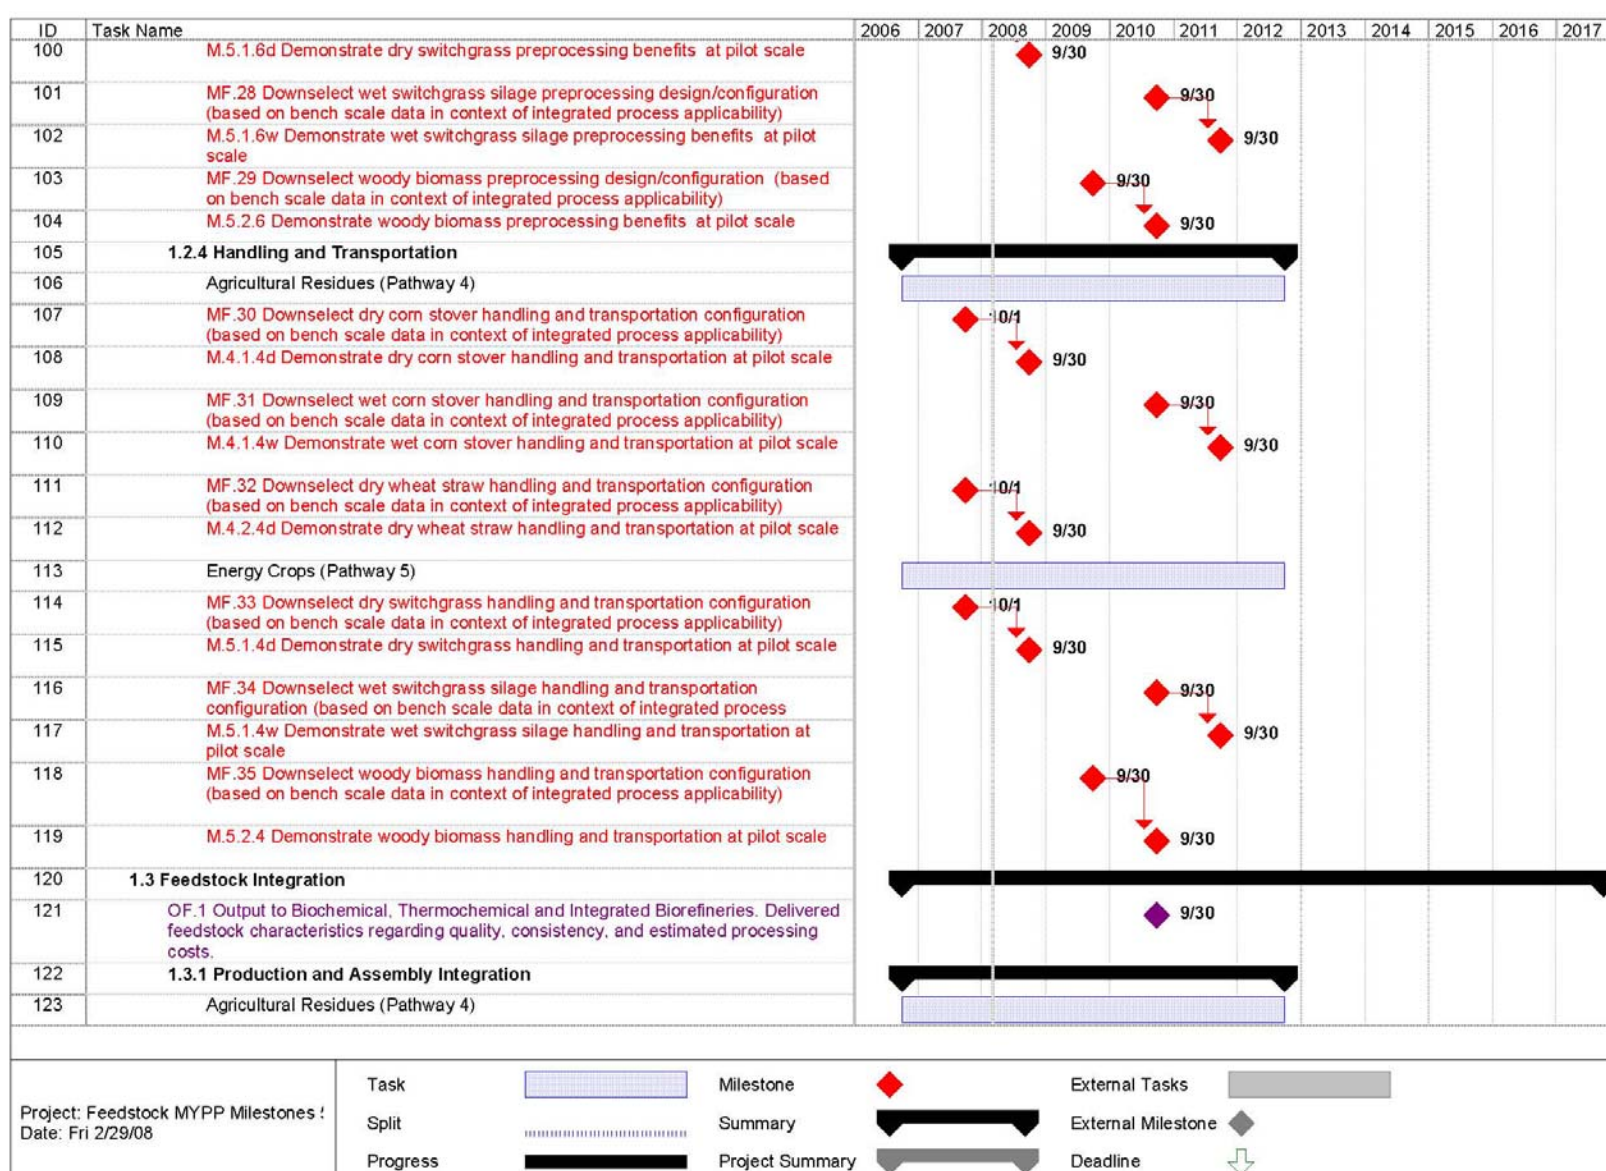 ID Task Name 2006 2007 2008 2009 2010 2011 2012 2013 2014 2015 2016 2017
100 M.5.1.6d Demonstrate dry switchgrass preprocessing benefits at pilot scale 9/30
101 MF.28 Downselect wet switchgrass silage preprocessing design/configuration 9/30
(based on bench scale data in context of integrated process applicability)
102 M.5.1.6w Demonstrate wet switchgrass silage preprocessing benefits at pilot 9/30
scale
103 MF.29 Downselect woody biomass preprocessing design/configuration (based 9/30
on bench scale data in context of integrated process applicability)
104 M.5.2.6 Demonstrate woody biomass preprocessing benefits at pilot scale 9/30
105 1.2.4 Handling and Transportation
106 Agricultural Residues (Pathway 4)
107 MF.30 Downselect dry corn stover handling and transportation configuration 10/1
(based on bench scale data in context of integrated process applicability)
108 M.4.1.4d Demonstrate dry corn stover handling and transportation at pilot scale 9/30
109 MF.31 Downselect wet corn stover handling and transportation configuration 9/30
(based on bench scale data in context of integrated process applicability)
110 M.4.1.4w Demonstrate wet corn stover handling and transportation at pilot scale 9/30
111 MF.32 Downselect dry wheat straw handling and transportation configuration 10/1
(based on bench scale data in context of integrated process applicability)
112 M.4.2.4d Demonstrate dry wheat straw handling and transportation at pilot scale 9/30
113 Energy Crops (Pathway 5)
114 MF.33 Downselect dry switchgrass handling and transportation configuration 10/1
(based on bench scale data in context of integrated process applicability)
115 M.5.1.4d Demonstrate dry switchgrass handling and transportation at pilot scale 9/30
116 MF.34 Downselect wet switchgrass silage handling and transportation 9/30
configuration (based on bench scale data in context of integrated process
117 M.5.1.4w Demonstrate wet switchgrass silage handling and transportation at 9/30
pilot scale
118 MF.35 Downselect woody biomass handling and transportation configuration 9/30
(based on bench scale data in context of integrated process applicability)
119 M.5.2.4 Demonstrate woody biomass handling and transportation at pilot scale 9/30
120 1.3 Feedstock Integration
121 OF.1 Output to Biochemical, Thermochemical and Integrated Biorefineries. Delivered 9/30
feedstock characteristics regarding quality, consistency, and estimated processing
costs.
122 1.3.1 Production and Assembly Integration
123 Agricultural Residues (Pathway 4)
Project: Feedstock MYPP Milestones
Date: Fri 2/29/08
Task Milestone External Tasks
Split Summary External Milestone
Progress Project Summary Deadline